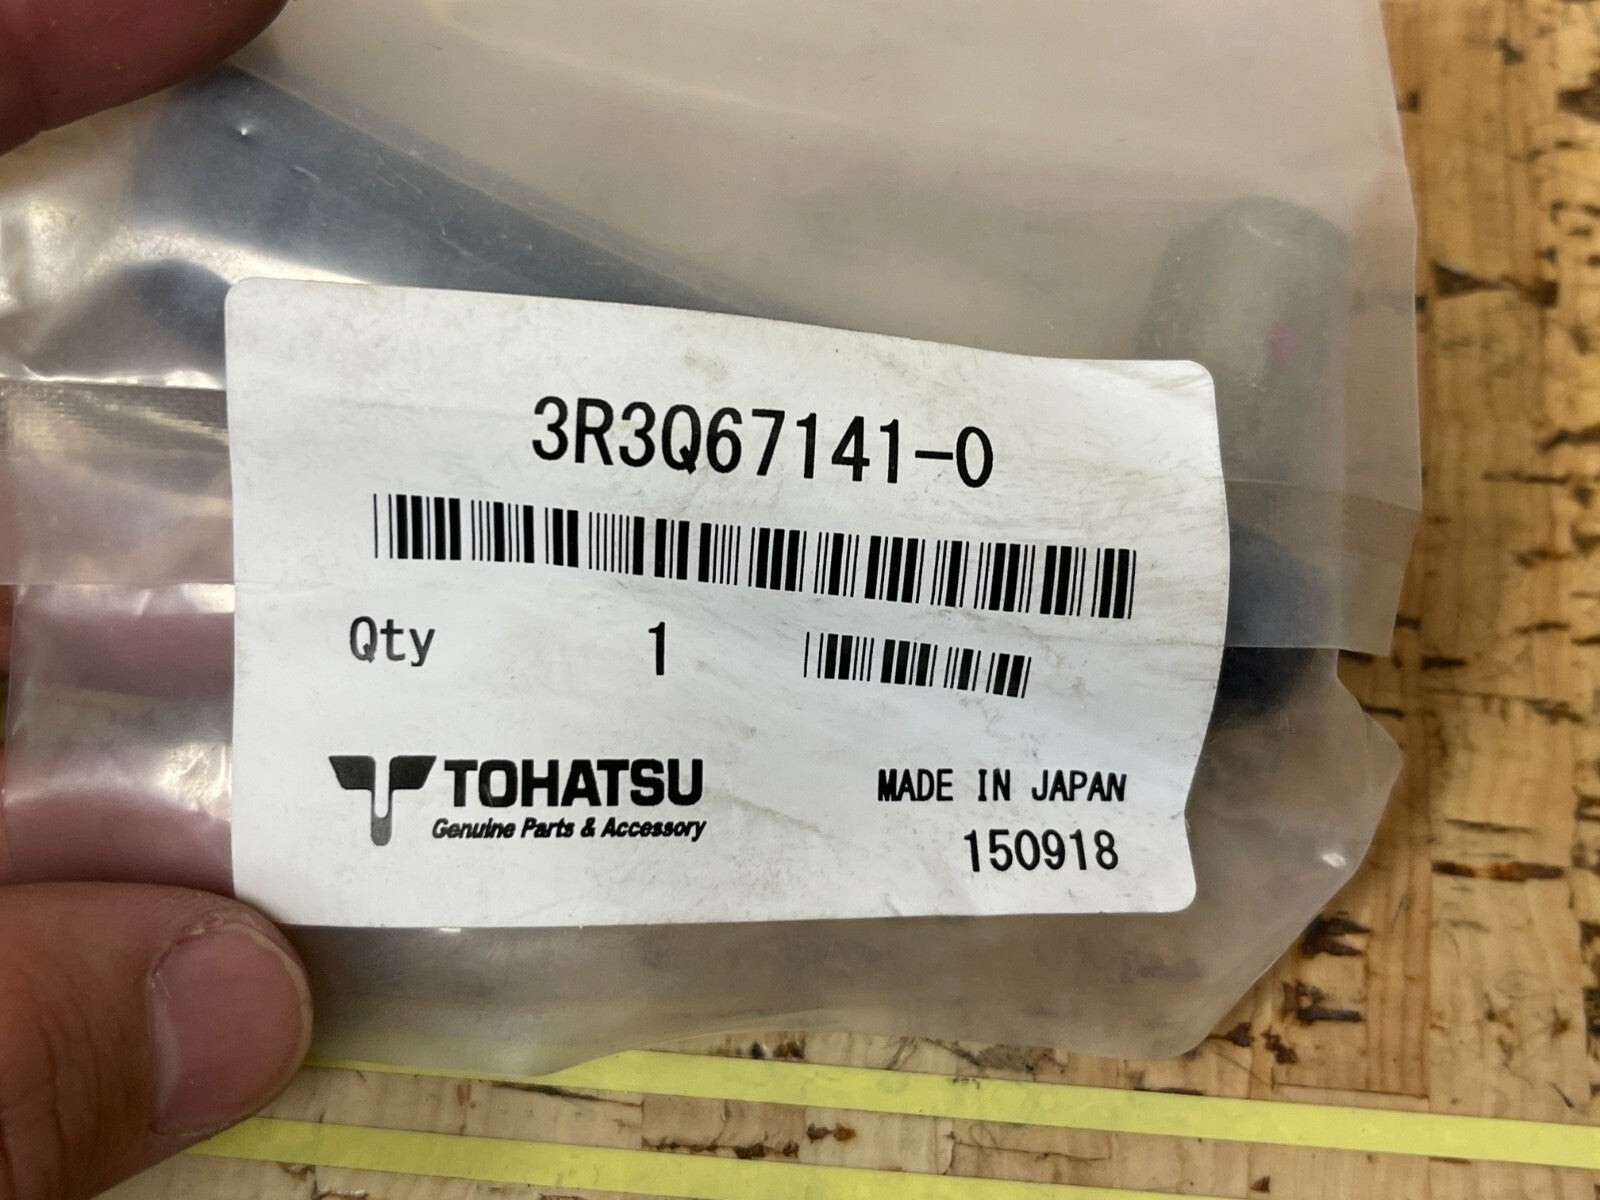 3R3Q67141-0
Qty 1
TOHATSU
Genuine Parts & Accessory
MADE IN JAPAN
150918